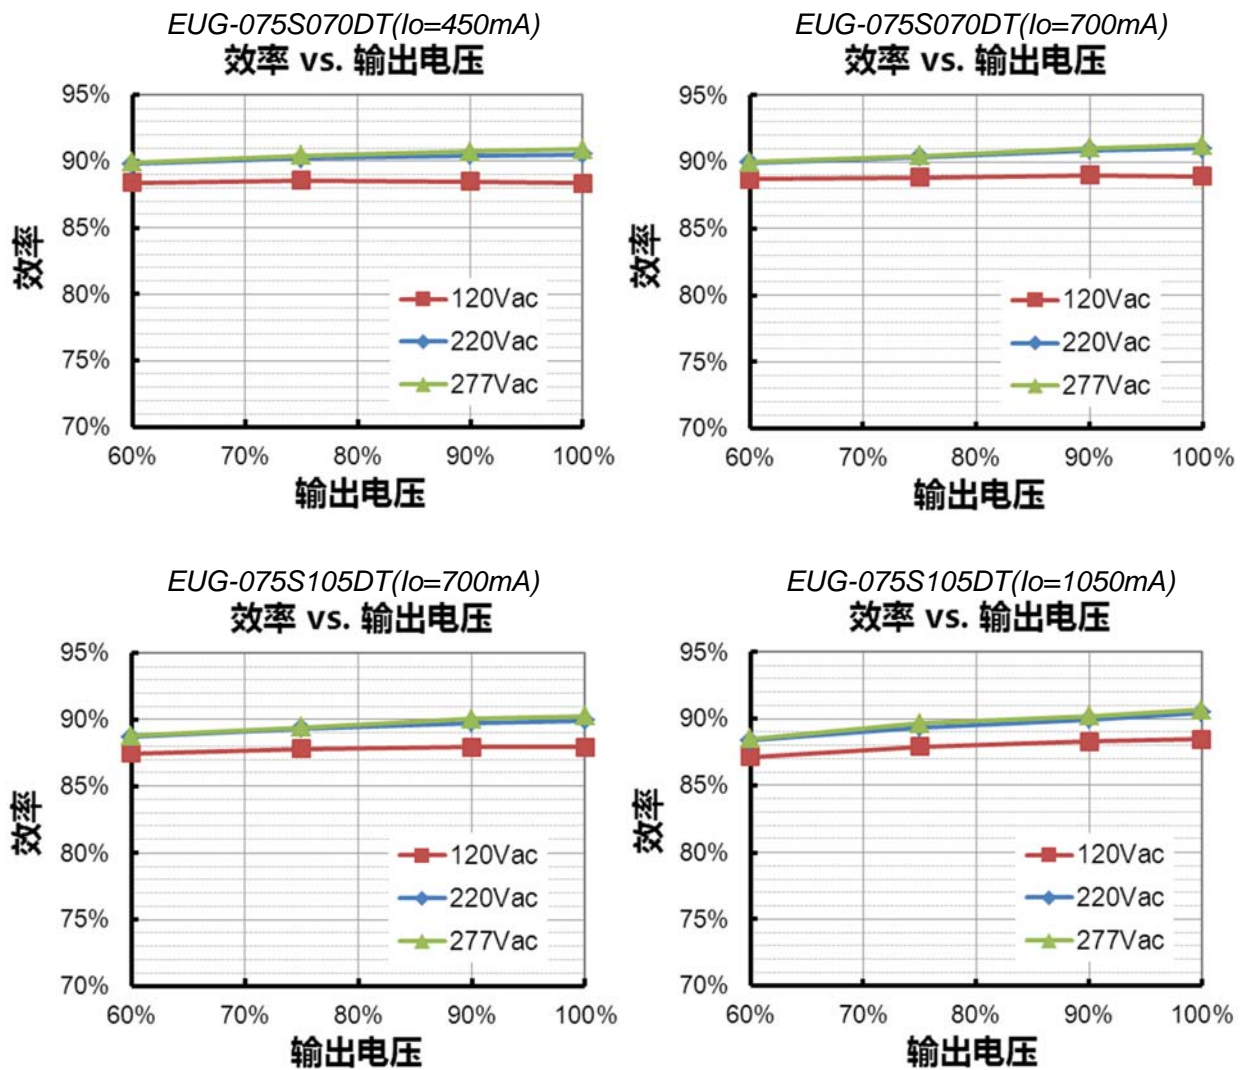 EUG-075S070DT(Io=450mA)
效率 vs. 输出电压
95%
90%
85%
80%
75%
70%
效率
120Vac
220Vac
277Vac
60%
70%
80%
90%
100%
输出电压
EUG-075S070DT(Io=700mA)
效率 vs. 输出电压
95%
90%
85%
80%
75%
70%
效率
120Vac
220Vac
277Vac
60%
70%
80%
90%
100%
输出电压
EUG-075S105DT(Io=700mA)
效率 vs. 输出电压
95%
90%
85%
80%
75%
70%
效率
120Vac
220Vac
277Vac
60%
70%
80%
90%
100%
输出电压
EUG-075S105DT(Io=1050mA)
效率 vs. 输出电压
95%
90%
85%
80%
75%
70%
效率
120Vac
220Vac
277Vac
60%
70%
80%
90%
100%
输出电压